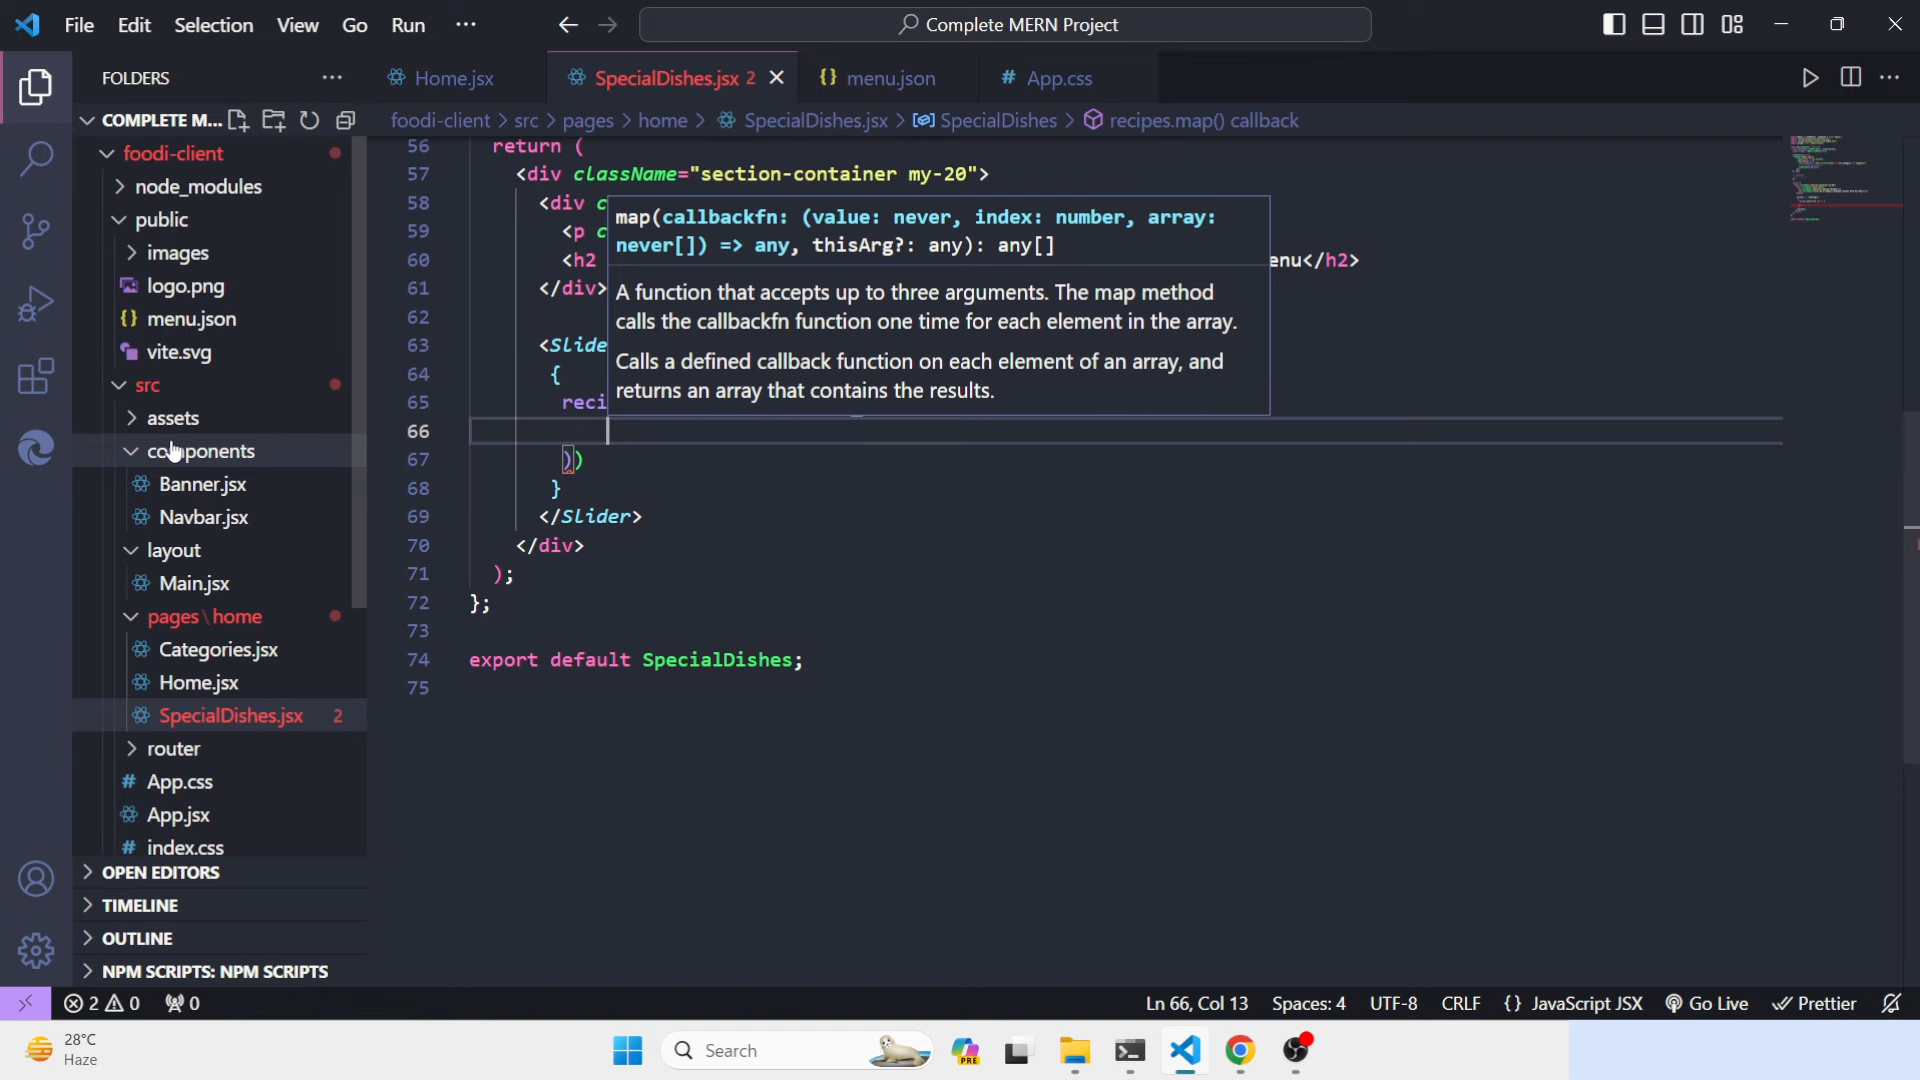 File Edit Selection View Go Run ··· Complete MERN Project
FOLDERS ···
COMPLETE M...
foodi-client
node_modules
public
images
logo.png
{} menu.json
vite.svg
src
assets
components
Banner.jsx
Navbar.jsx
layout
Main.jsx
pages\home
Categories.jsx
Home.jsx
SpecialDishes.jsx 2
router
# App.css
App.jsx
# index.css
OPEN EDITORS
TIMELINE
OUTLINE
NPM SCRIPTS: NPM SCRIPTS
Home.jsx SpecialDishes.jsx 2 {} menu.json # App.css
foodi-client > src > pages > home > SpecialDishes.jsx > SpecialDishes > recipes.map() callback
56 return (
57 <div className="section-container my-20">
58 <div c
59 <p c
60 <h2 enu</h2>
61 </div>
62
63 <Slide
64 {
65 reci
66
67 ))
68 }
69 </Slider>
70 </div>
71 );
72 };
73
74 export default SpecialDishes;
75
map(callbackfn: (value: never, index: number, array:
never[]) => any, thisArg?: any): any[]
A function that accepts up to three arguments. The map method
calls the callbackfn function one time for each element in the array.
Calls a defined callback function on each element of an array, and
returns an array that contains the results.
2 0 0 Ln 66, Col 13 Spaces: 4 UTF-8 CRLF {} JavaScript JSX Go Live Prettier
28°C
Haze
Search
PRE